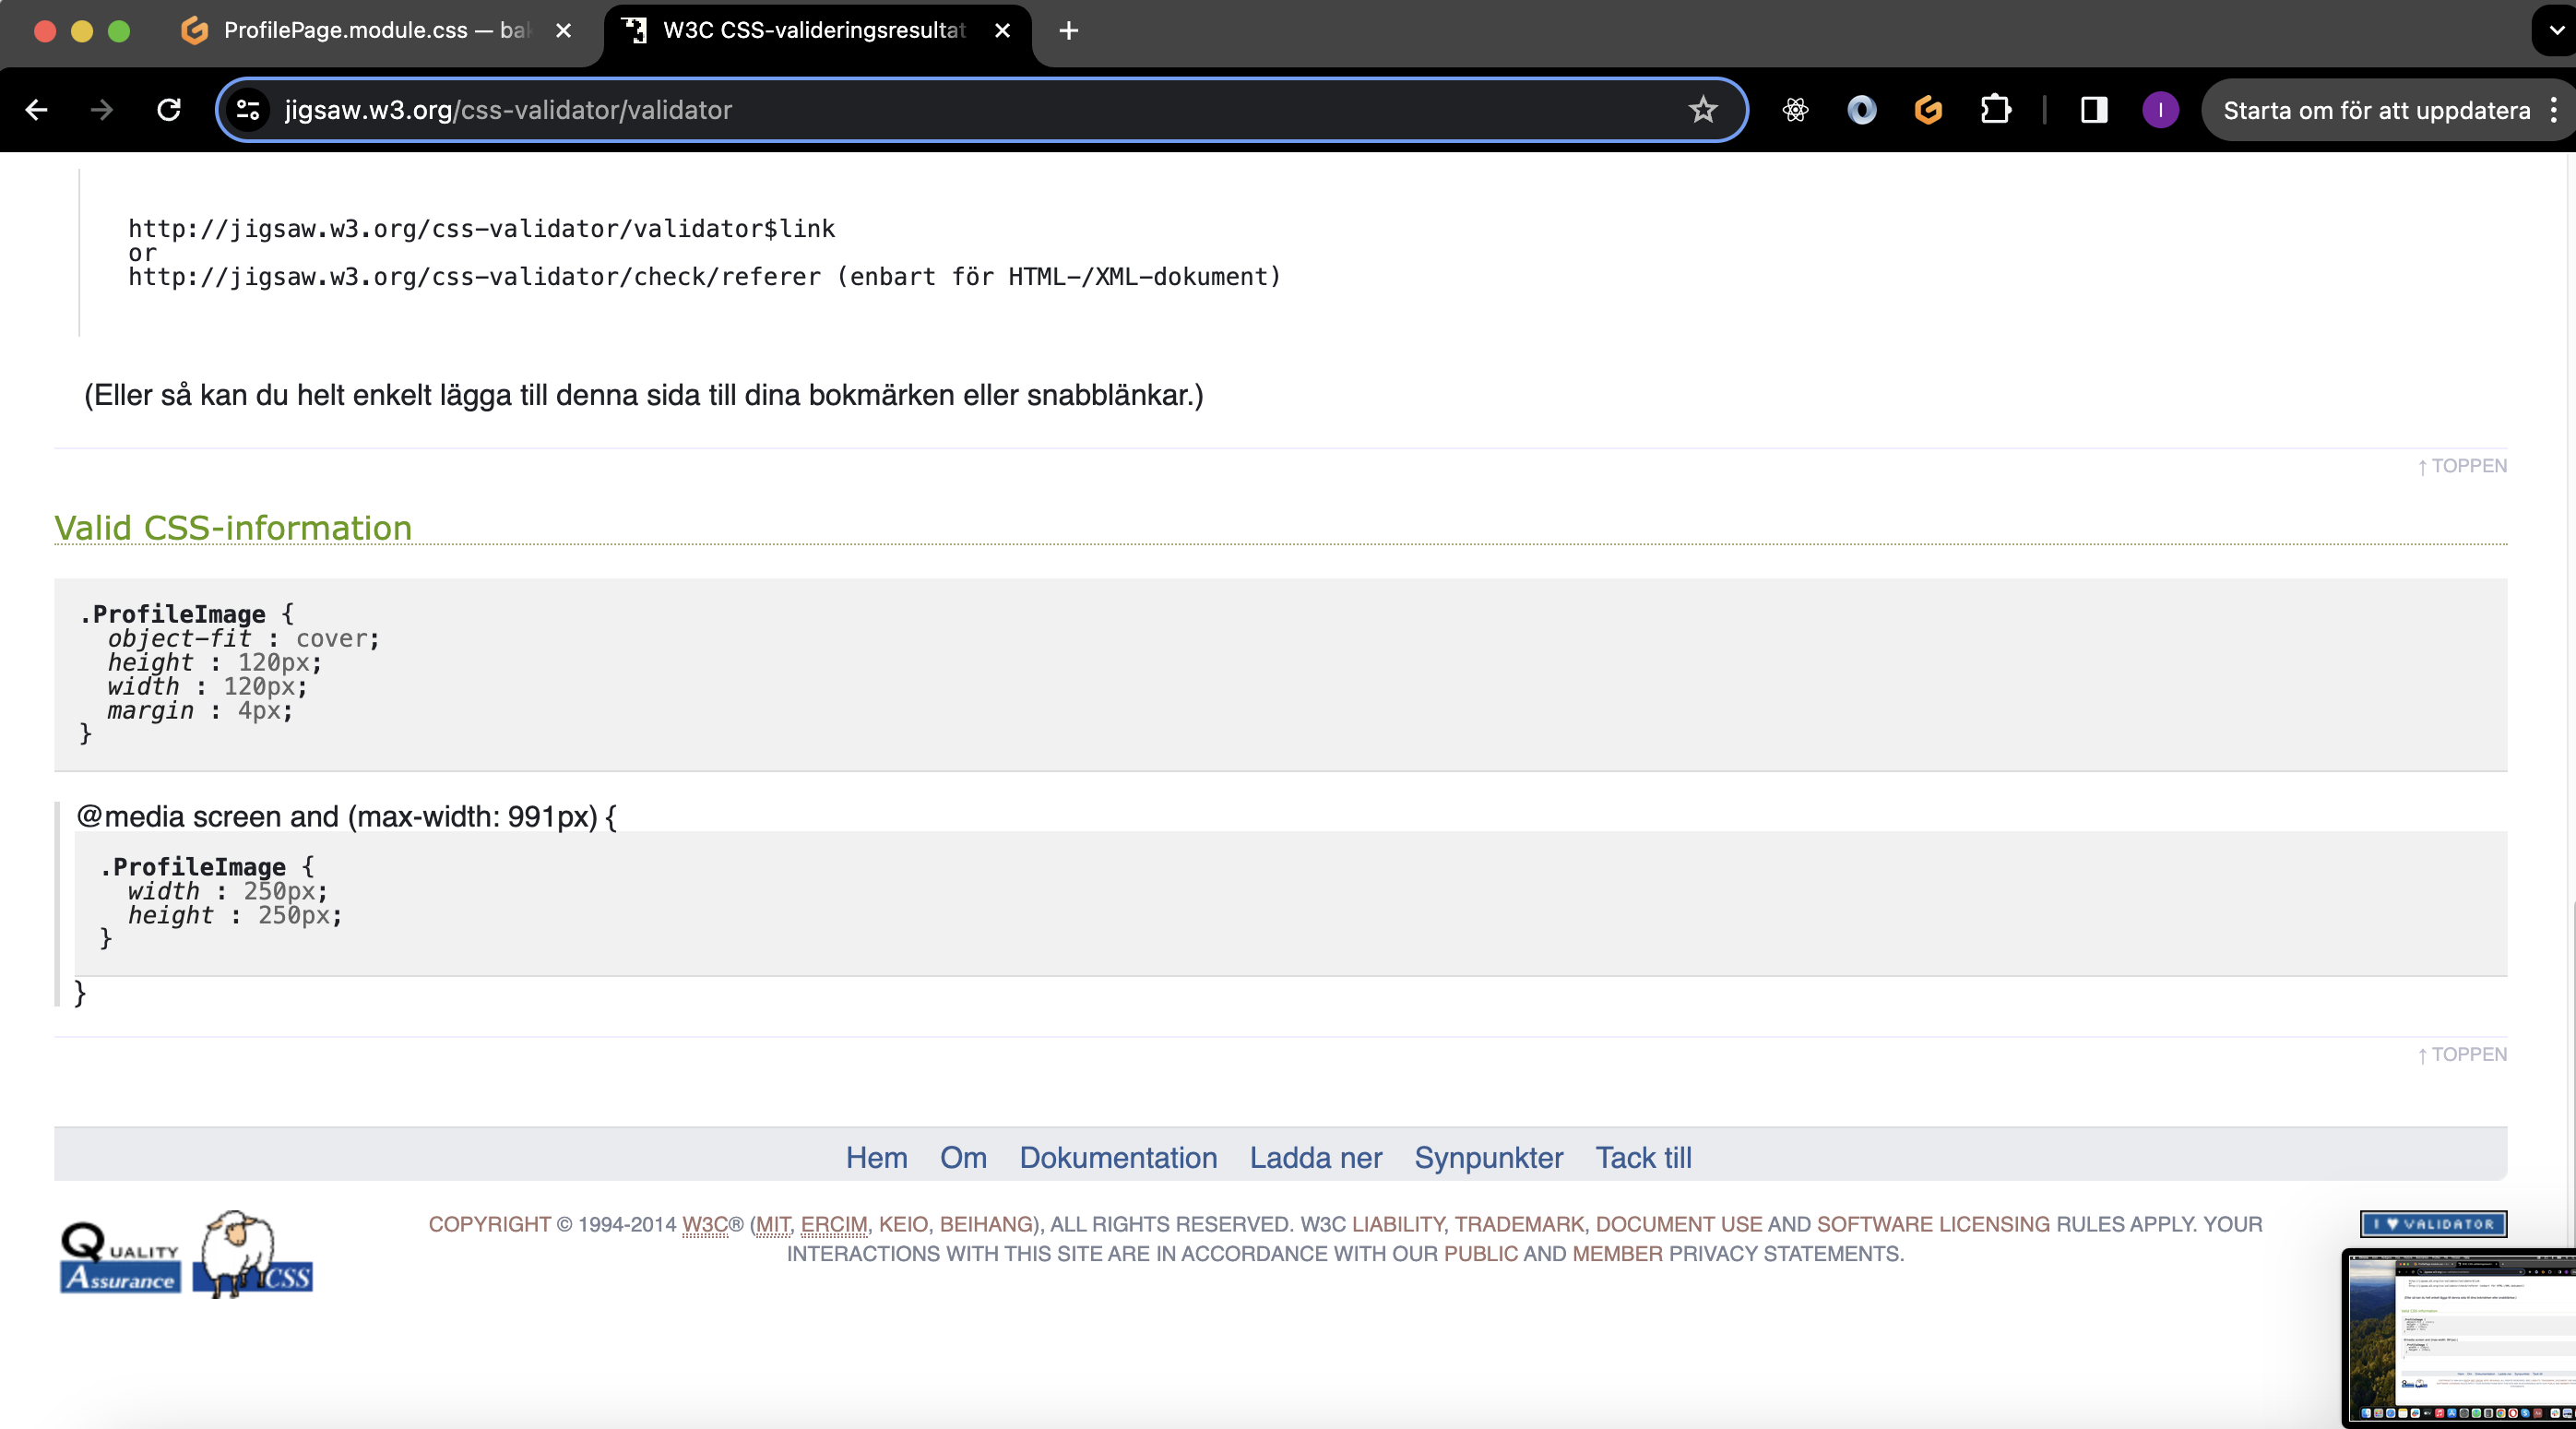 ProfilePage.module.css — bak
W3C CSS-valideringsresultat
jigsaw.w3.org/css-validator/validator
I
Starta om för att uppdatera
http://jigsaw.w3.org/css-validator/validator$link
or
http://jigsaw.w3.org/css-validator/check/referer (enbart för HTML-/XML-dokument)
(Eller så kan du helt enkelt lägga till denna sida till dina bokmärken eller snabblänkar.)
↑ TOPPEN
Valid CSS-information
.ProfileImage {
object-fit : cover;
height : 120px;
width : 120px;
margin : 4px;
}
@media screen and (max-width: 991px) {
.ProfileImage {
width : 250px;
height : 250px;
}
}
↑ TOPPEN
Hem Om Dokumentation Ladda ner Synpunkter Tack till
QUALITY
Assurance
CSS
COPYRIGHT © 1994-2014 W3C® (MIT, ERCIM, KEIO, BEIHANG), ALL RIGHTS RESERVED. W3C LIABILITY, TRADEMARK, DOCUMENT USE AND SOFTWARE LICENSING RULES APPLY. YOUR
INTERACTIONS WITH THIS SITE ARE IN ACCORDANCE WITH OUR PUBLIC AND MEMBER PRIVACY STATEMENTS.
I ♥ VALIDATOR